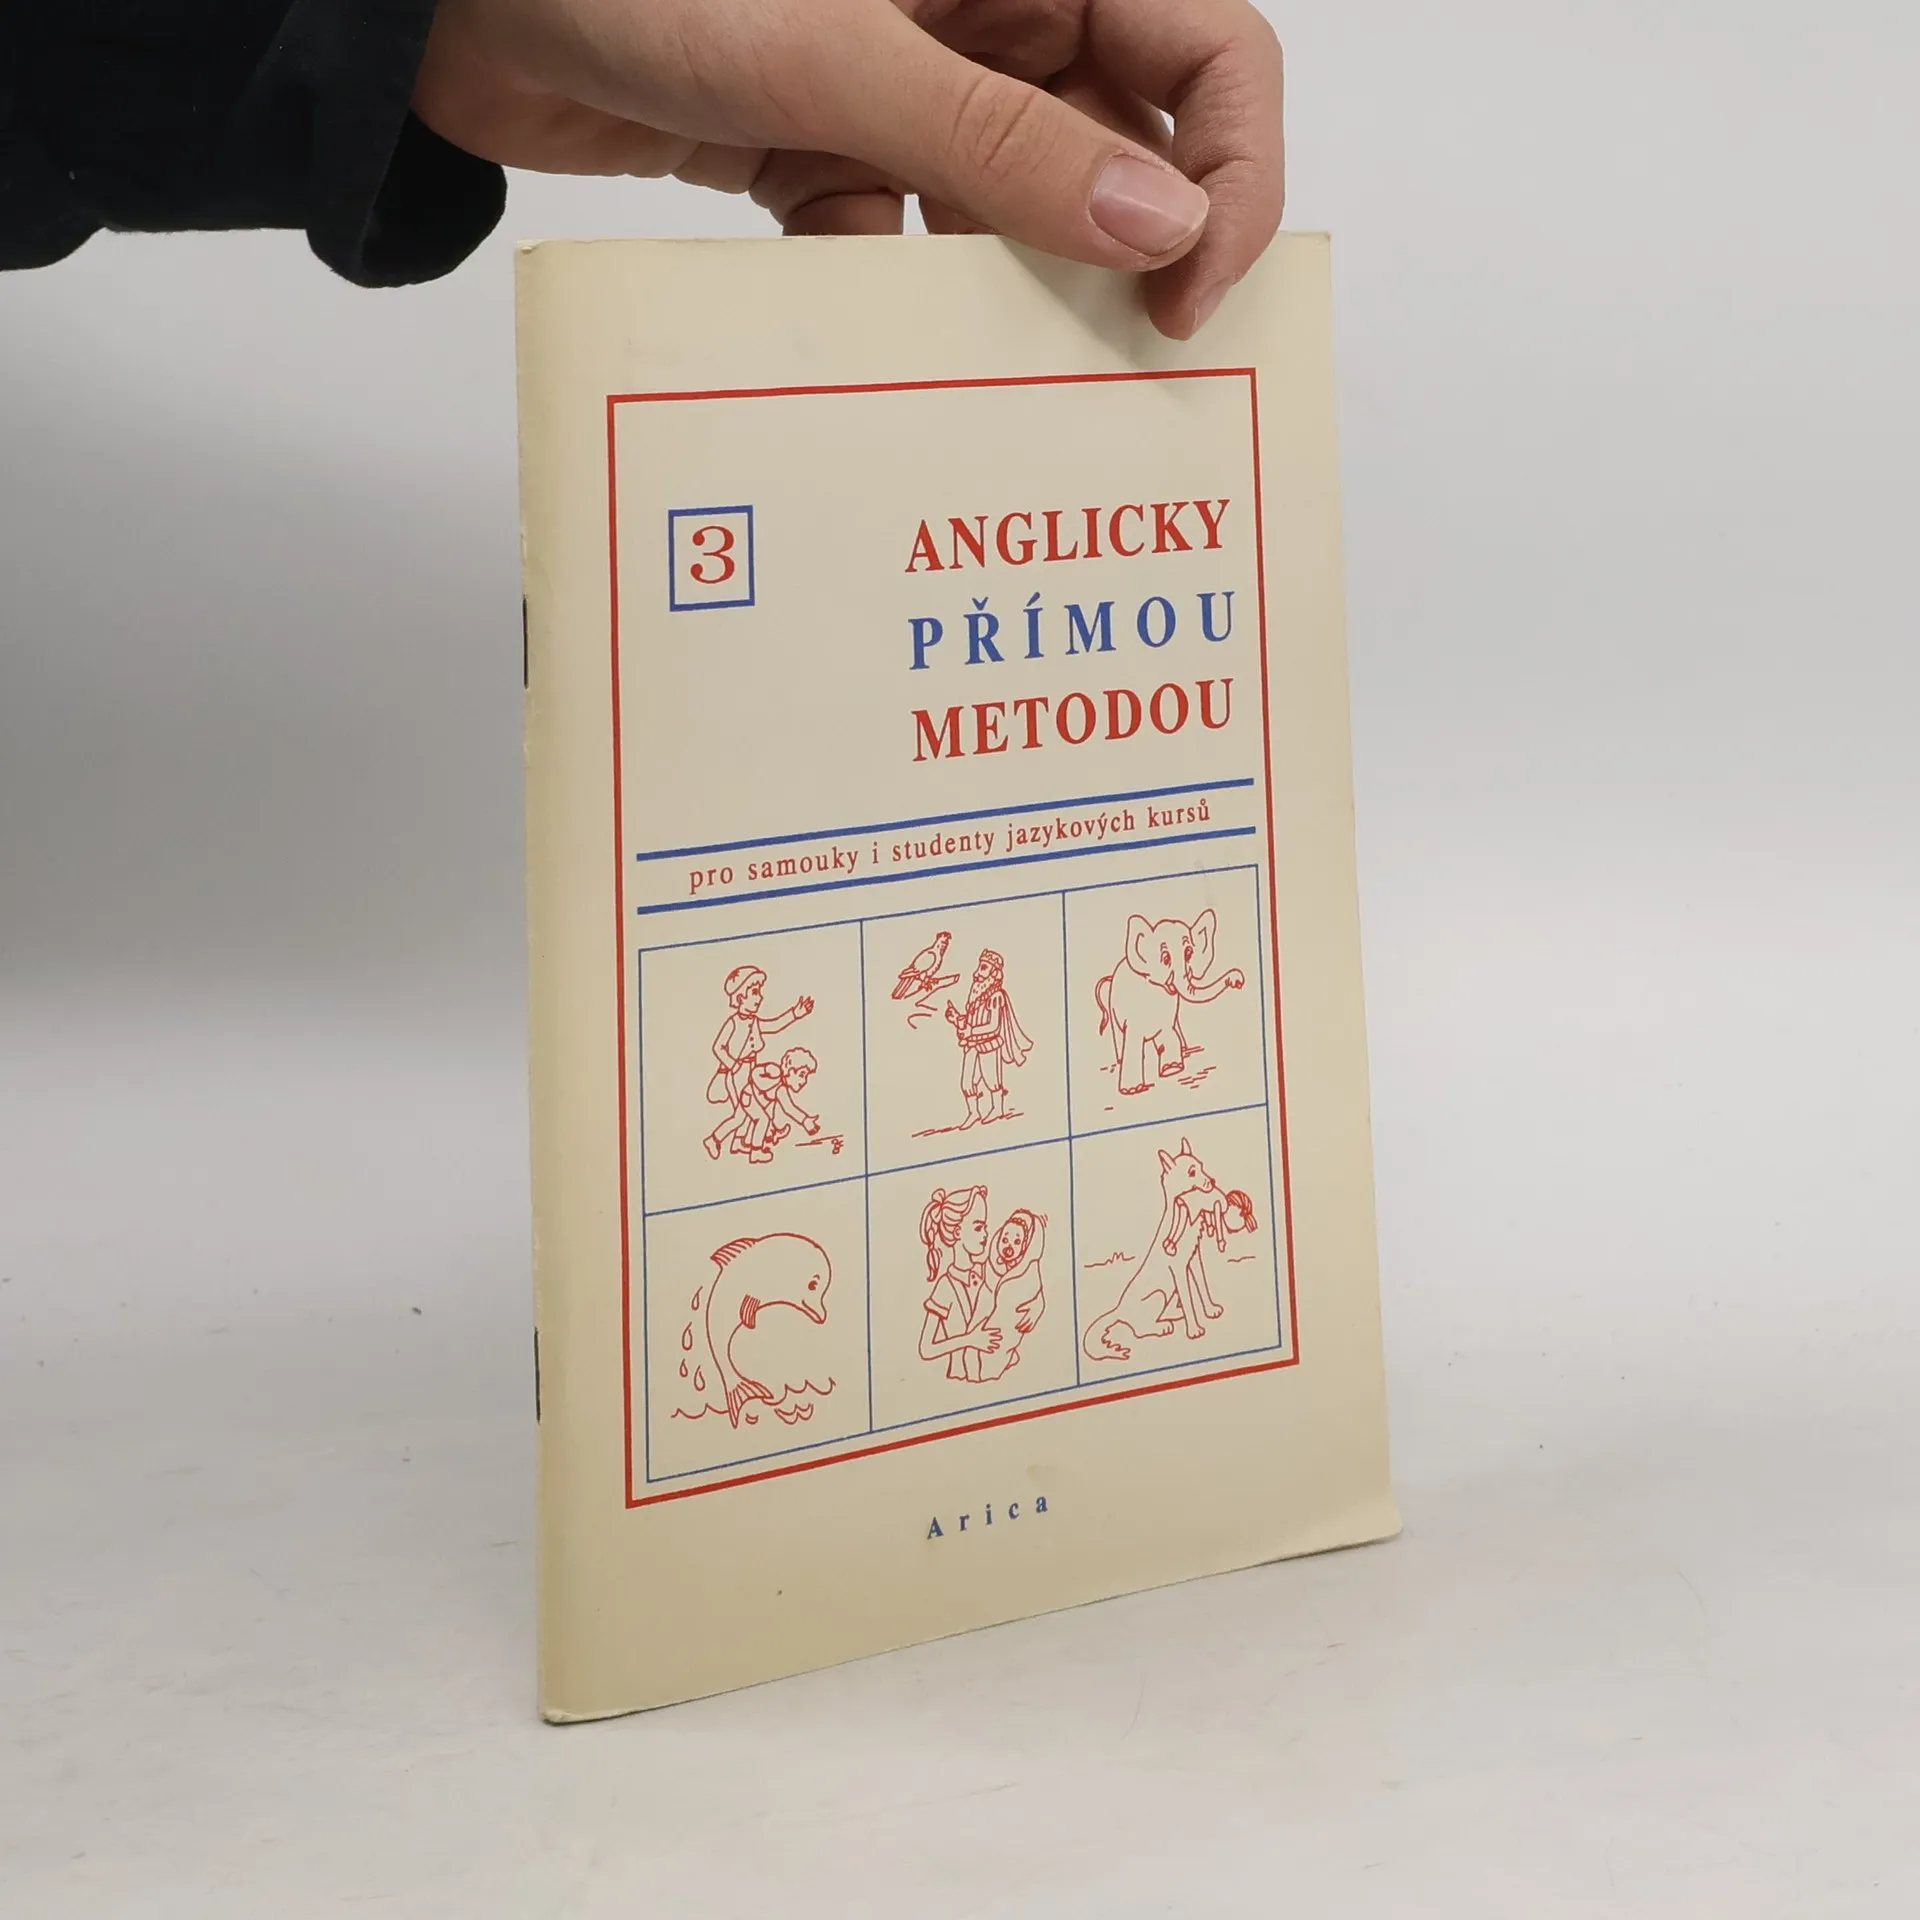 3
ANGLICKY
PŘÍMOU
METODOU
pro samouky i studenty jazykových kursů
Arica